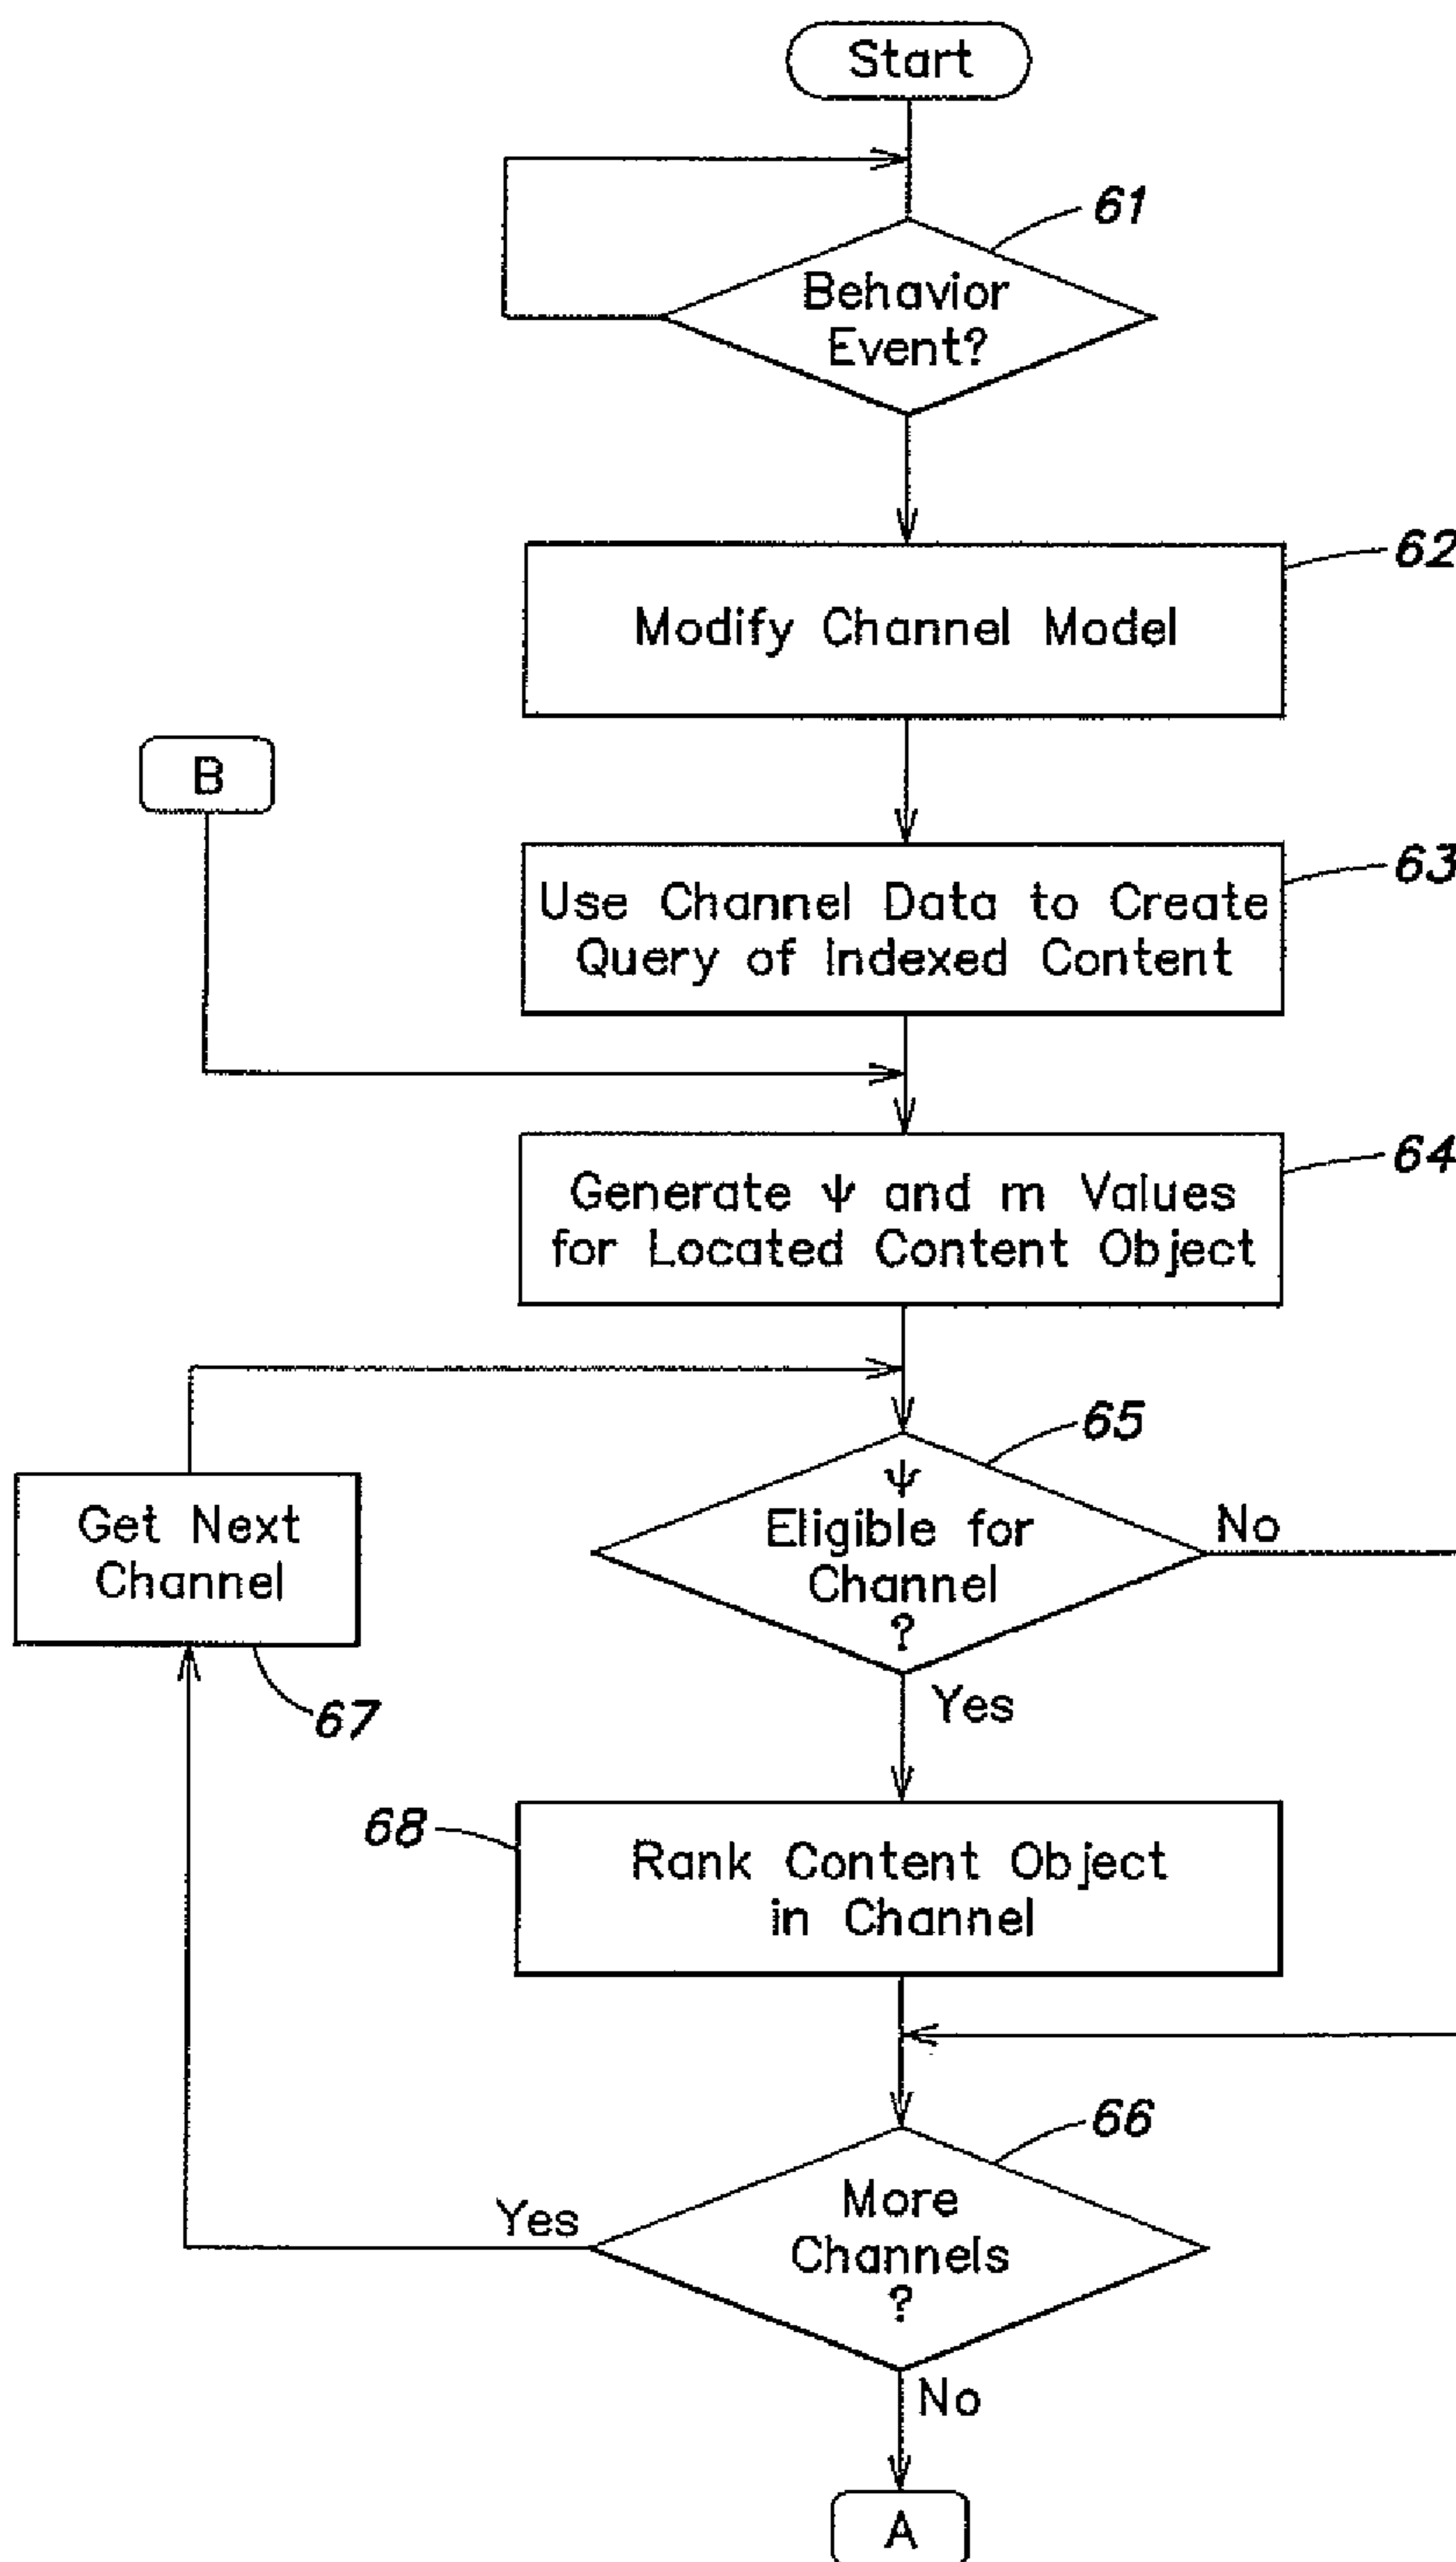 Start
61
Behavior
Event?
62
Modify Channel Model
B
63
Use Channel Data to Create
Query of Indexed Content
64
Generate ψ and m Values
for Located Content Object
65
ψ
Eligible for
Channel
?
No
Get Next
Channel
67
Yes
68
Rank Content Object
in Channel
66
More
Channels
?
Yes
No
A